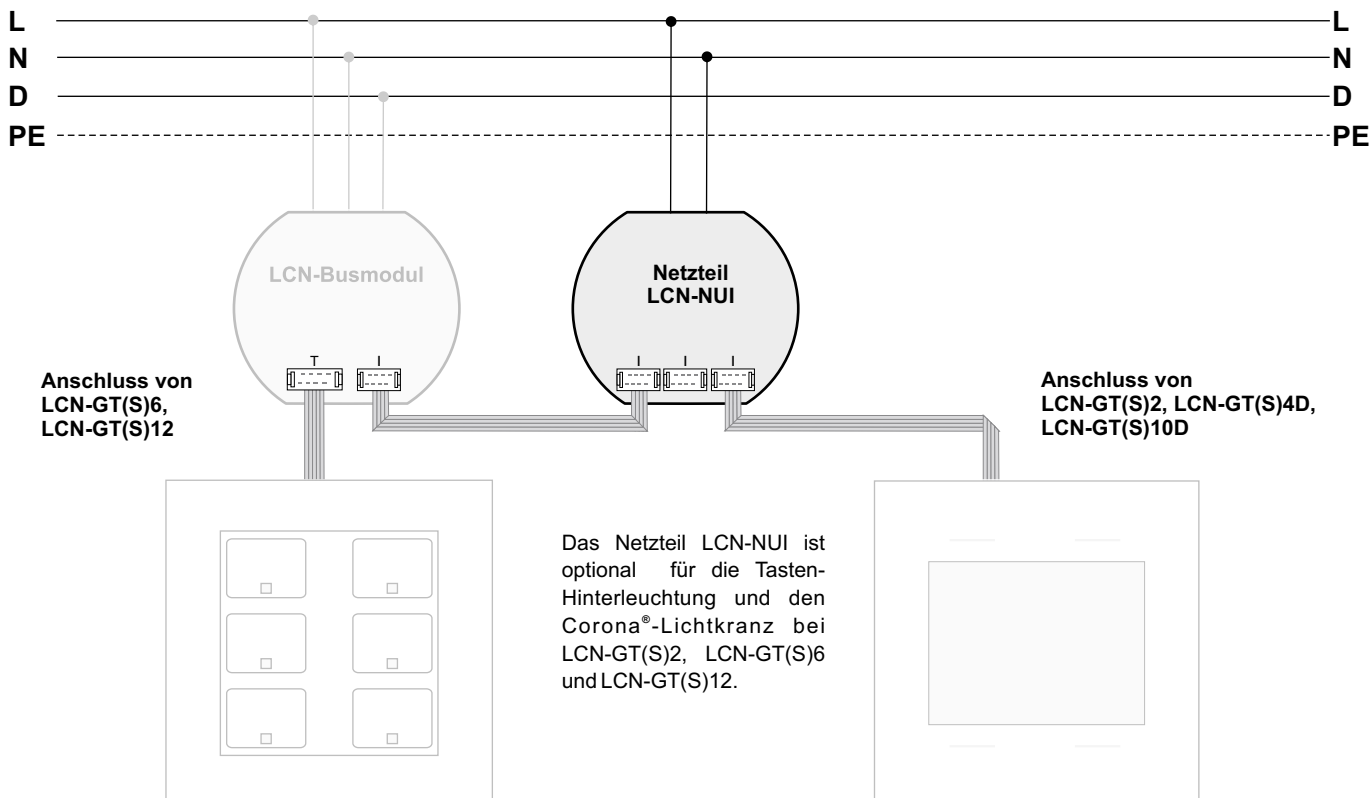 L L
N N
D D
PE PE
LCN-Busmodul
Netzteil
LCN-NUI
T I
I I I
Anschluss von
LCN-GT(S)6,
LCN-GT(S)12
Anschluss von
LCN-GT(S)2, LCN-GT(S)4D,
LCN-GT(S)10D
Das Netzteil LCN-NUI ist
optional für die Tasten-
Hinterleuchtung und den
Corona®-Lichtkranz bei
LCN-GT(S)2, LCN-GT(S)6
und LCN-GT(S)12.